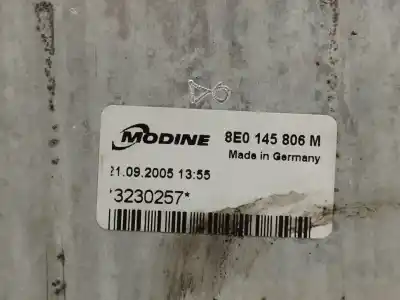 MODINE 8E0 145 806 M
Made in Germany
21.09.2005 13:55
*3230257*